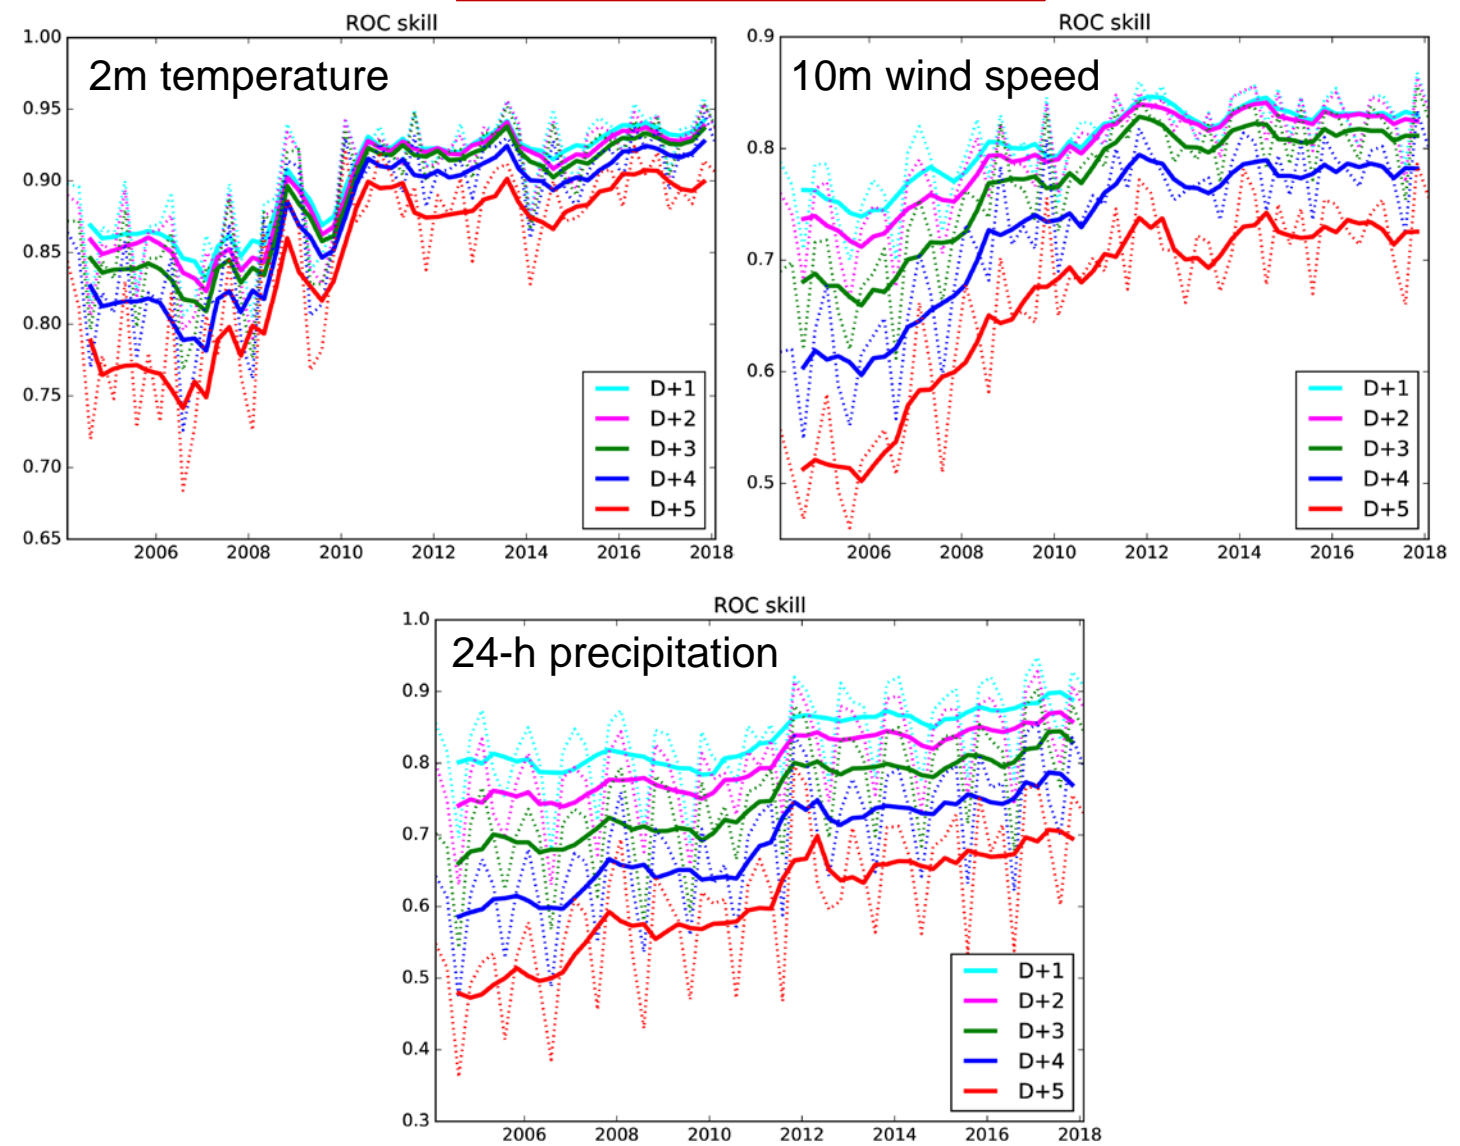 ROC skill
2m temperature
1.00
0.95
0.90
0.85
0.80
0.75
0.70
0.65
2006 2008 2010 2012 2014 2016 2018
D+1
D+2
D+3
D+4
D+5
ROC skill
10m wind speed
0.9
0.8
0.7
0.6
0.5
2006 2008 2010 2012 2014 2016 2018
D+1
D+2
D+3
D+4
D+5
ROC skill
24-h precipitation
1.0
0.9
0.8
0.7
0.6
0.5
0.4
0.3
2006 2008 2010 2012 2014 2016 2018
D+1
D+2
D+3
D+4
D+5